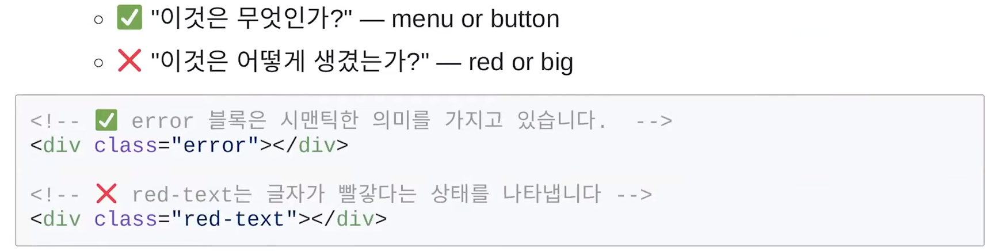 ✅ "이것은 무엇인가?" — menu or button
❌ "이것은 어떻게 생겼는가?" — red or big
<!-- ✅ error 블록은 시맨틱한 의미를 가지고 있습니다.  -->
<div class="error"></div>
<!-- ❌ red-text는 글자가 빨갛다는 상태를 나타냅니다 -->
<div class="red-text"></div>